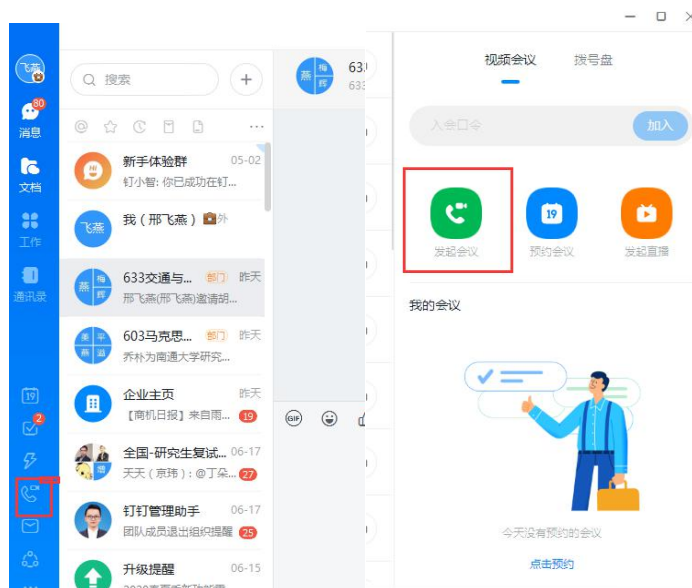 飞燕
80
消息
文档
工作
通讯录
19
2
搜索
新手体验群 05-02
钉小智: 你已成功在钉...
飞燕
我（邢飞燕） 外
燕 梅 辉
633交通与... 部门 昨天
邢飞燕(邢飞燕)邀请胡...
603马克思... 部门 昨天
乔朴为南通大学研究...
企业主页 昨天
【商机日报】来自雨... 19
全国-研究生复试... 06-17
天天（京玮）: @丁朵... 27
钉钉管理助手 06-17
团队成员退出组织提醒 25
升级提醒 06-15
燕 梅 辉
633
633
GIF
视频会议 拨号盘
入会口令 加入
19
发起会议 预约会议 发起直播
我的会议
今天没有预约的会议
点击预约